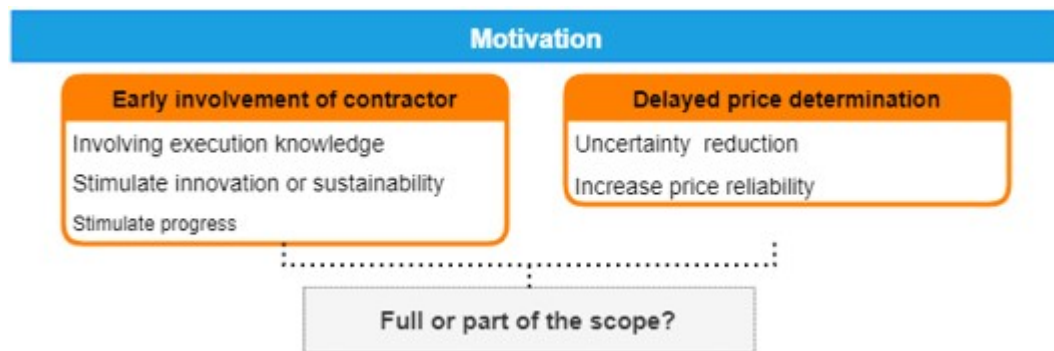 Motivation
Early involvement of contractor
Involving execution knowledge
Stimulate innovation or sustainability
Stimulate progress
Delayed price determination
Uncertainty reduction
Increase price reliability
Full or part of the scope?